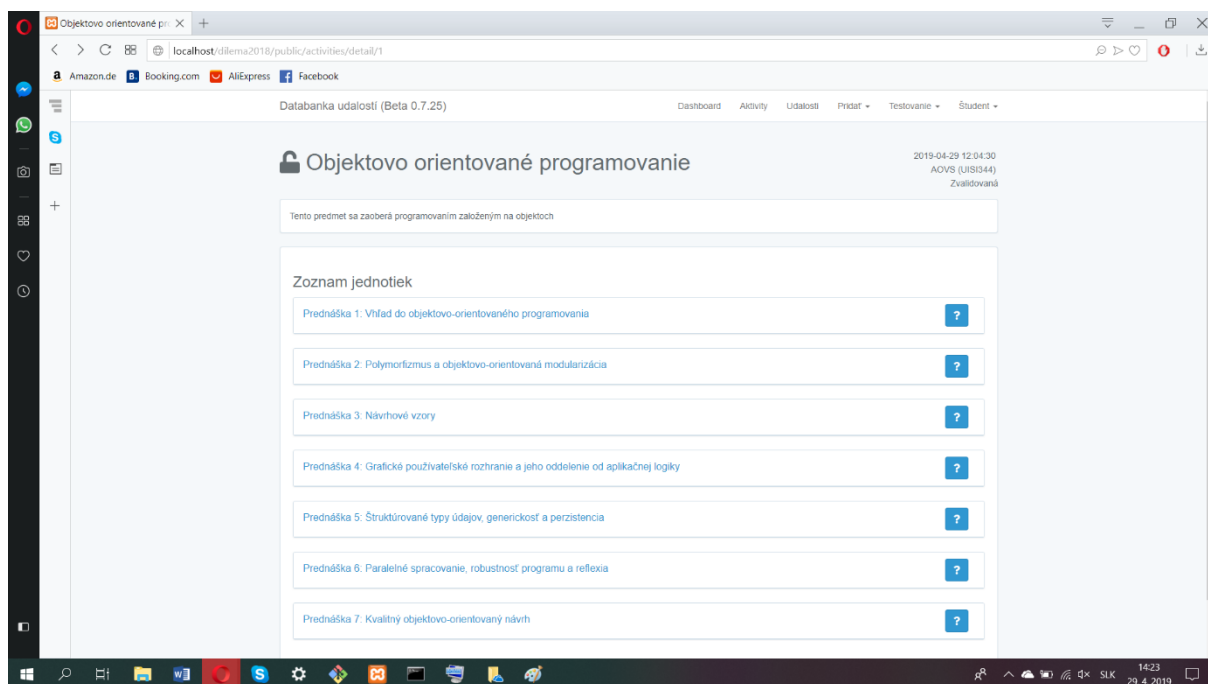 Objektovo orientované pr
localhost/dilema2018/public/activities/detail/1
Amazon.de Booking.com AliExpress Facebook
Databanka udalostí (Beta 0.7.25) Dashboard Aktivity Udalosti Pridať Testovanie Študent
Objektovo orientované programovanie
2019-04-29 12:04:30
AOVS (UISI344)
Zvalidovaná
Tento predmet sa zaoberá programovaním založeným na objektoch
Zoznam jednotiek
Prednáška 1: Vhľad do objektovo-orientovaného programovania ?
Prednáška 2: Polymorfizmus a objektovo-orientovaná modularizácia ?
Prednáška 3: Návrhové vzory ?
Prednáška 4: Grafické používateľské rozhranie a jeho oddelenie od aplikačnej logiky ?
Prednáška 5: Štruktúrované typy údajov, generickosť a perzistencia ?
Prednáška 6: Paralelné spracovanie, robustnosť programu a reflexia ?
Prednáška 7: Kvalitný objektovo-orientovaný návrh ?
SLK
14:23
29. 4. 2019